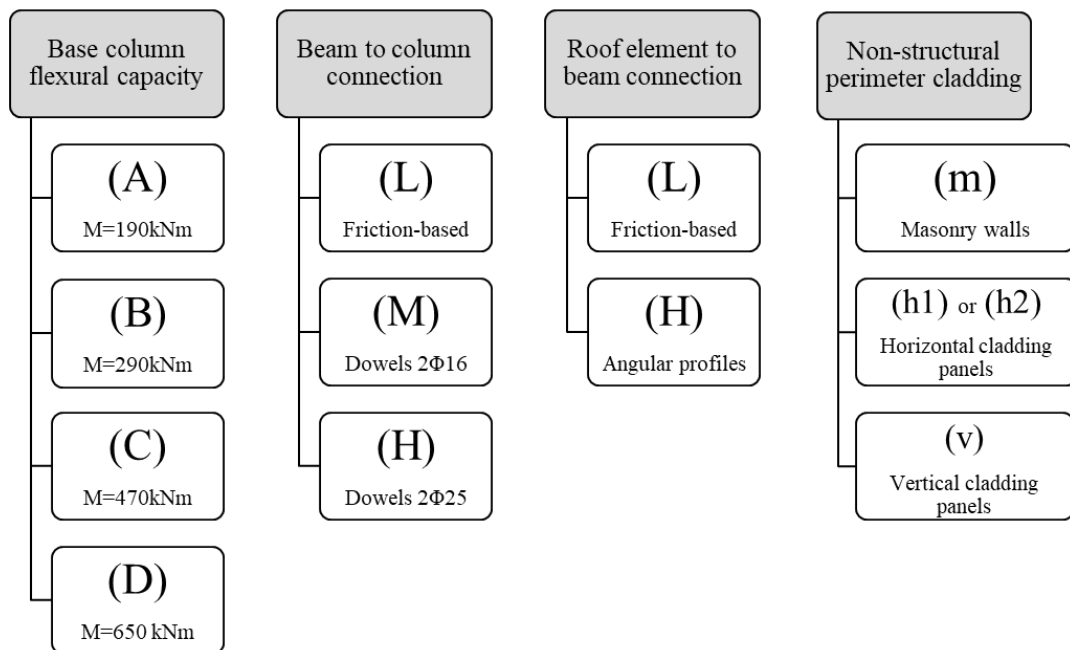 Base column
flexural capacity
(A)
M=190kNm
(B)
M=290kNm
(C)
M=470kNm
(D)
M=650 kNm
Beam to column
connection
(L)
Friction-based
(M)
Dowels 2Φ16
(H)
Dowels 2Φ25
Roof element to
beam connection
(L)
Friction-based
(H)
Angular profiles
Non-structural
perimeter cladding
(m)
Masonry walls
(h1) or (h2)
Horizontal cladding
panels
(v)
Vertical cladding
panels